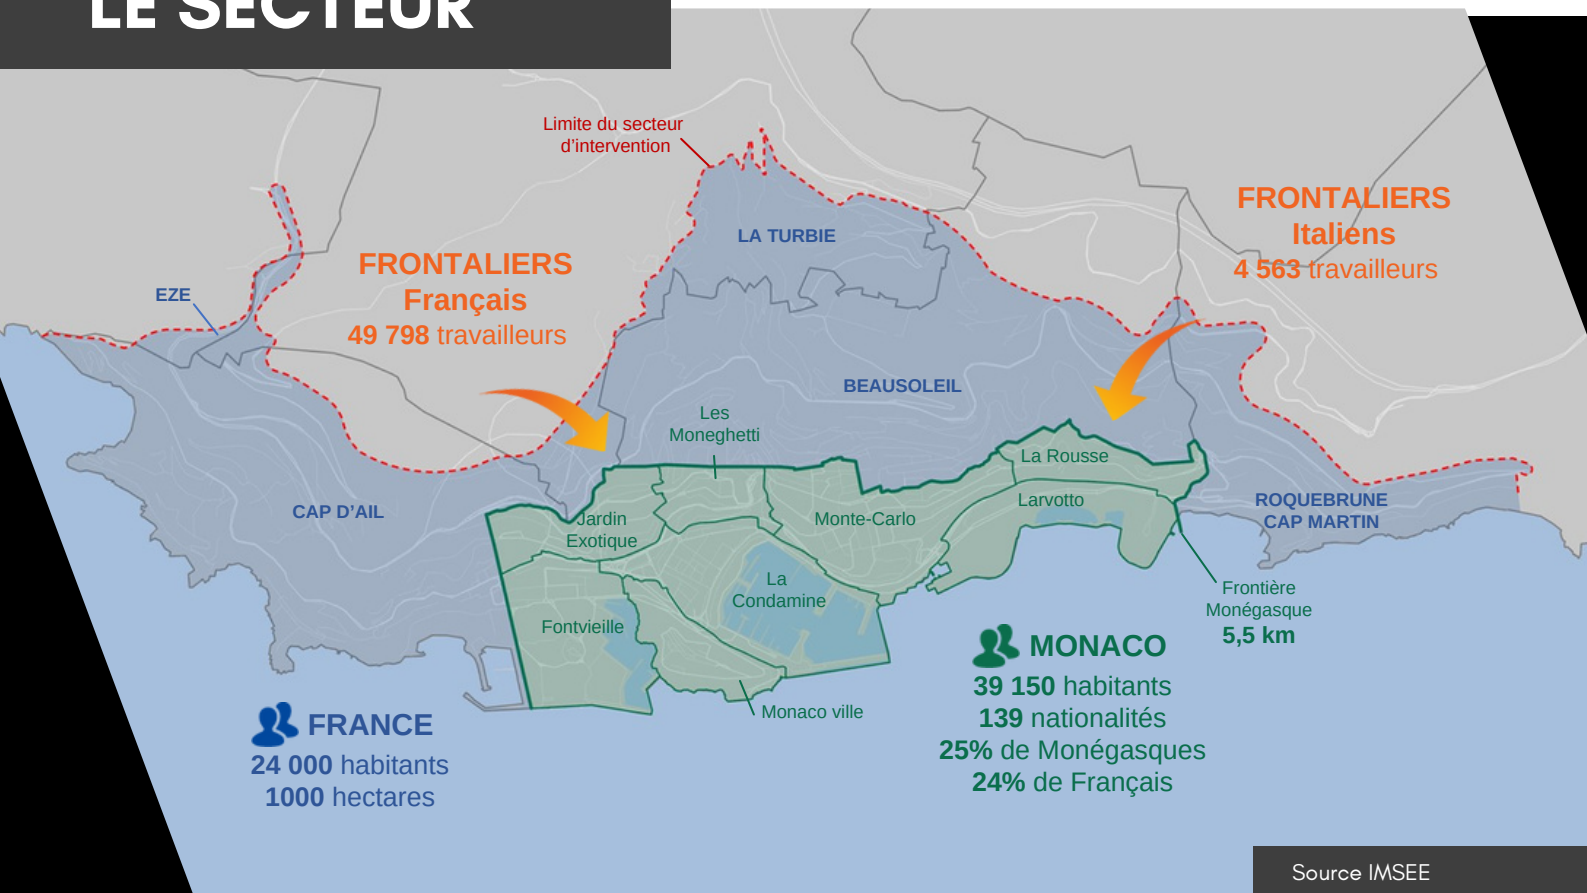 LE SECTEUR
Limite du secteur
d'intervention
FRONTALIERS
Italiens
4 563 travailleurs
LA TURBIE
FRONTALIERS
Français
49 798 travailleurs
EZE
BEAUSOLEIL
Les
Moneghetti
La Rousse
CAP D'AIL
Jardin
Exotique
Monte-Carlo
Larvotto
ROQUEBRUNE
CAP MARTIN
La
Condamine
Fontvieille
Frontière
Monégasque
5,5 km
Monaco ville
MONACO
39 150 habitants
139 nationalités
25% de Monégasques
24% de Français
FRANCE
24 000 habitants
1000 hectares
Source IMSEE